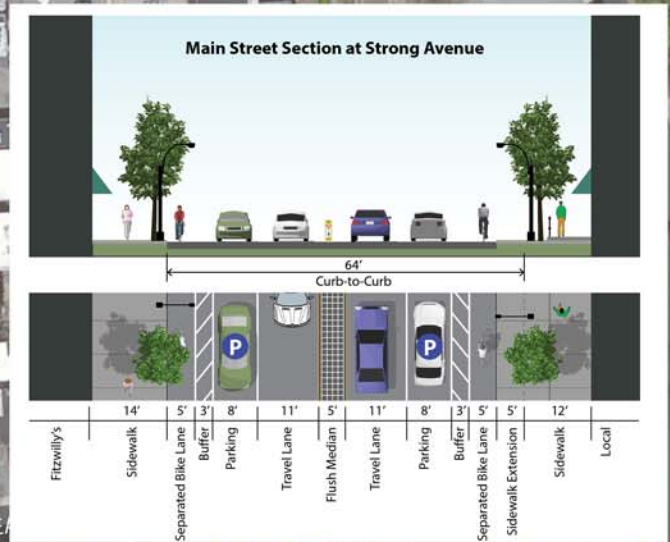 Main Street Section at Strong Avenue
64'
Curb-to-Curb
P
P
14' 5' 3' 8' 11' 5' 11' 8' 3' 5' 5' 12'
Fitzwilly's
Sidewalk
Separated Bike Lane
Buffer
Parking
Travel Lane
Flush Median
Travel Lane
Parking
Buffer
Separated Bike Lane
Sidewalk Extension
Sidewalk
Local